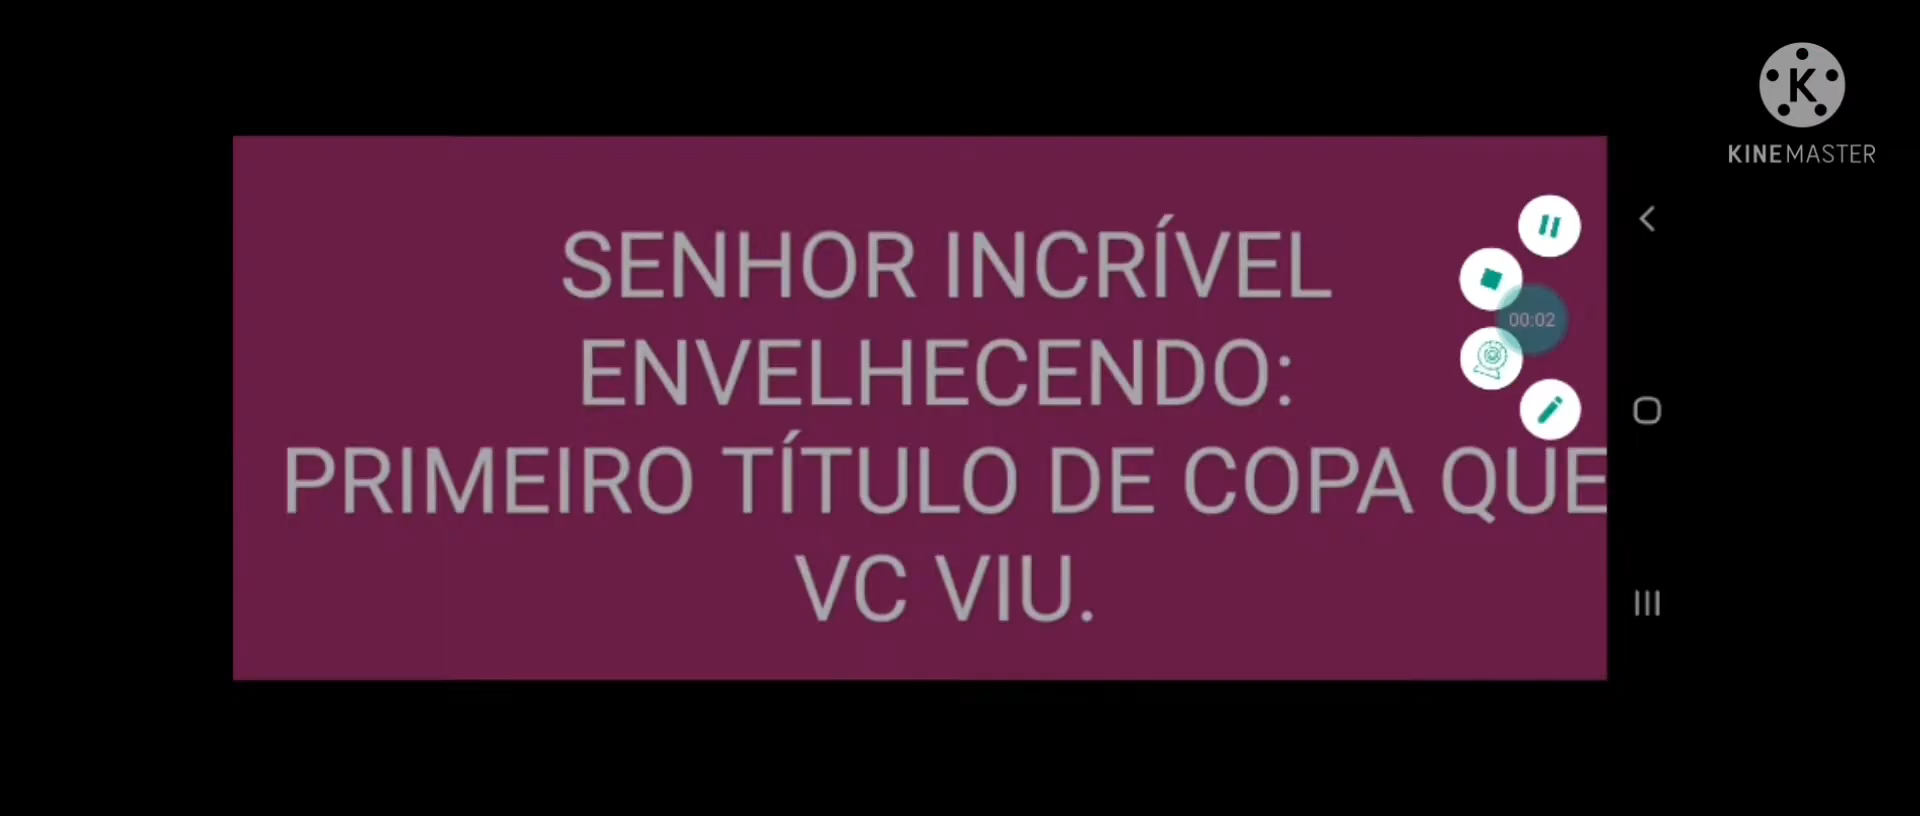 SENHOR INCRÍVEL
ENVELHECENDO:
PRIMEIRO TÍTULO DE COPA QUE
VC VIU.
00:02
K
KINEMASTER